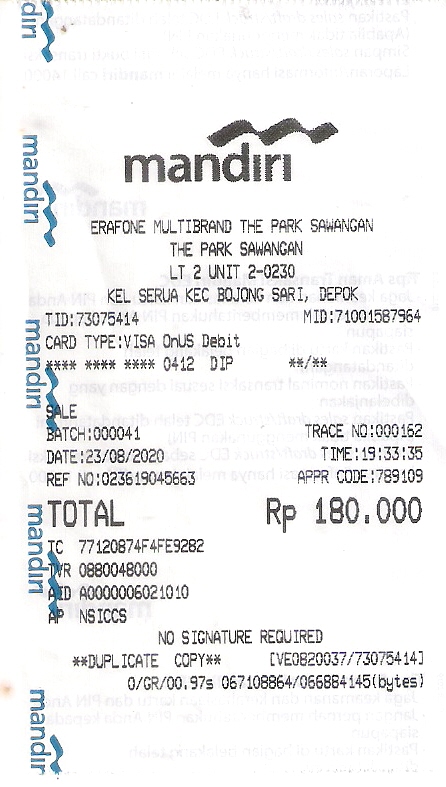 mandiri
mandiri
mandiri
ERAFONE MULTIBRAND THE PARK SAWANGAN
THE PARK SAWANGAN
LT 2 UNIT 2-0230
KEL SERUA KEC BOJONG SARI, DEPOK
TID:73075414 MID:71001587964
CARD TYPE:VISA OnUS Debit
**** **** **** 0412 DIP **/**
mandiri
SALE
BATCH:000041 TRACE NO:000162
DATE:23/08/2020 TIME:19:33:35
REF NO:023619045663 APPR CODE:789109
TOTAL Rp 180.000
mandiri
TC 77120874F4FE9282
TVR 0880048000
AID A0000006021010
AP NSICCS
NO SIGNATURE REQUIRED
**DUPLICATE COPY** [VE0820037/73075414]
0/GR/00.97s 067108864/066884145(bytes)
mandiri